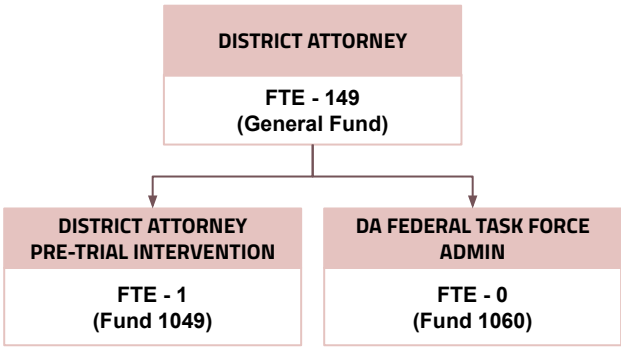 DISTRICT ATTORNEY
FTE - 149
(General Fund)
DISTRICT ATTORNEY
PRE-TRIAL INTERVENTION
FTE - 1
(Fund 1049)
DA FEDERAL TASK FORCE
ADMIN
FTE - 0
(Fund 1060)